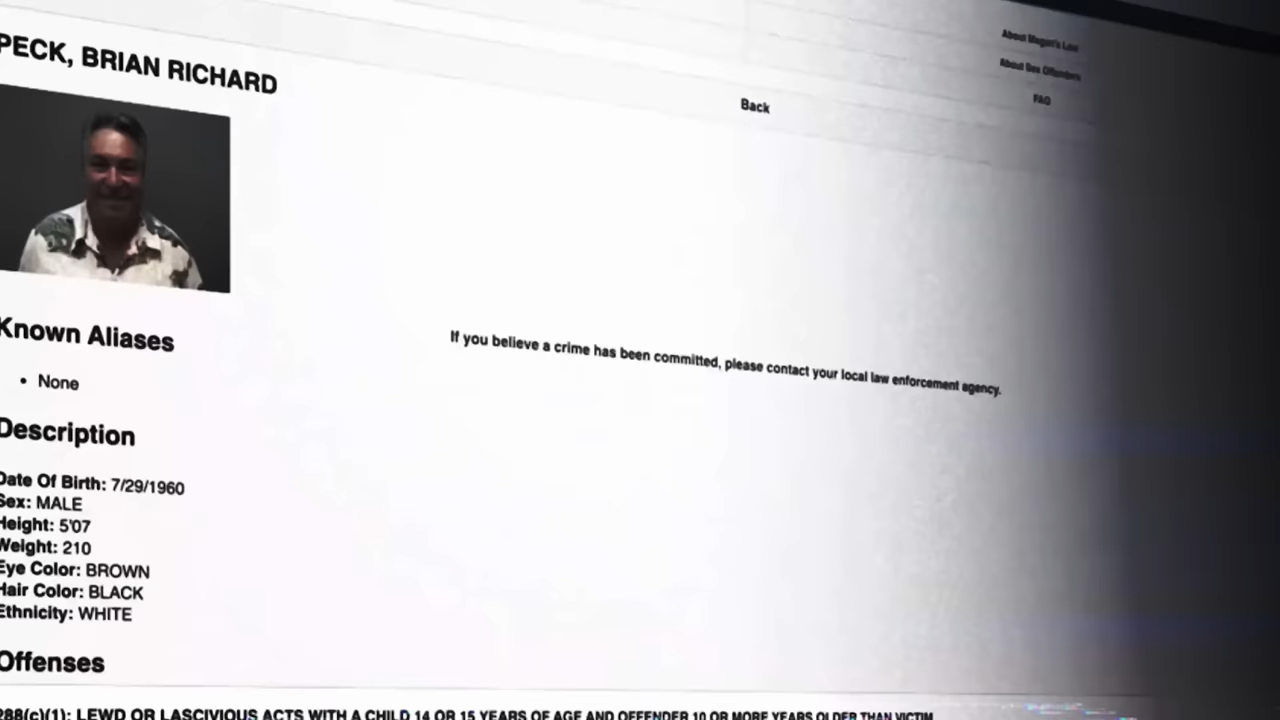 PECK, BRIAN RICHARD
About Megan's Law
About Sex Offenders
FAQ
Back
If you believe a crime has been committed, please contact your local law enforcement agency.
Known Aliases
• None
Description
Date Of Birth: 7/29/1960
Sex: MALE
Height: 5'07
Weight: 210
Eye Color: BROWN
Hair Color: BLACK
Ethnicity: WHITE
Offenses
288(c)(1): LEWD OR LASCIVIOUS ACTS WITH A CHILD 14 OR 15 YEARS OF AGE AND OFFENDER 10 OR MORE YEARS OLDER THAN VICTIM